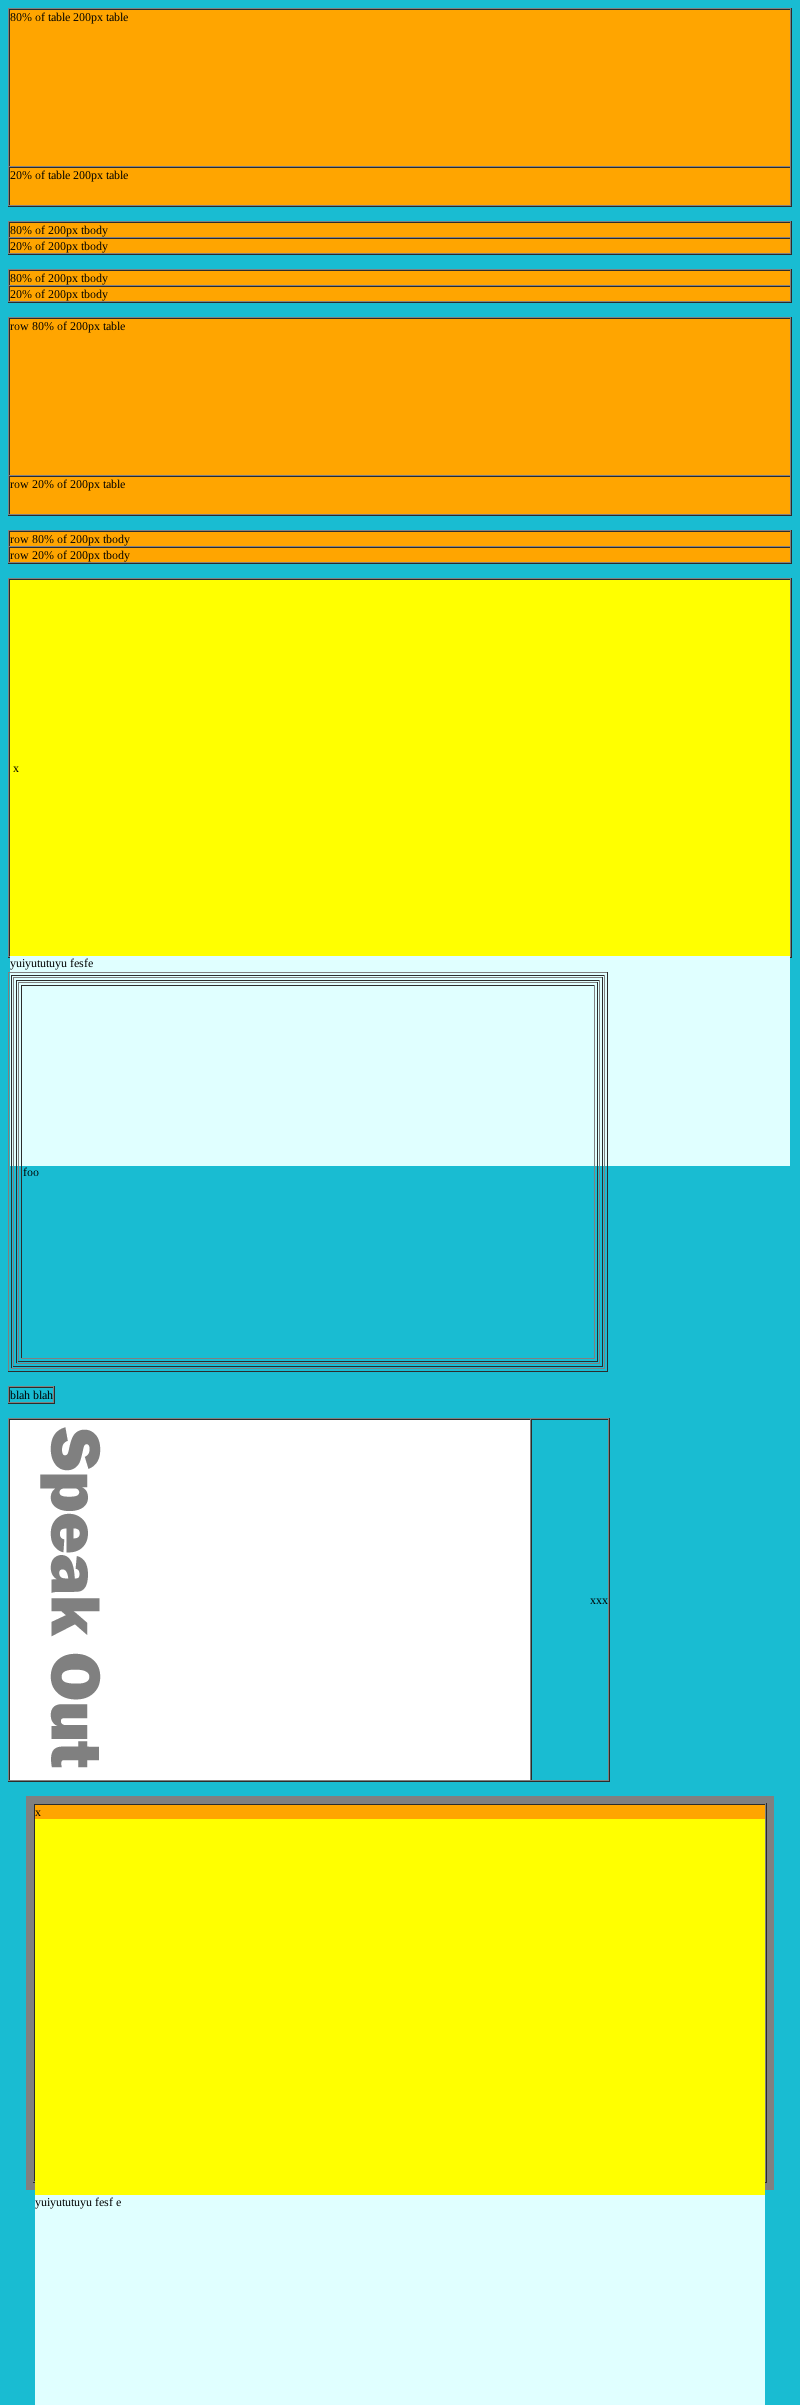 80% of table 200px table
20% of table 200px table
80% of 200px tbody
20% of 200px tbody
80% of 200px tbody
20% of 200px tbody
row 80% of 200px table
row 20% of 200px table
row 80% of 200px tbody
row 20% of 200px tbody
x
yuiyututuyu fesfe
foo
blah blah
Speak Out
xxx
x
yuiyututuyu fesf e